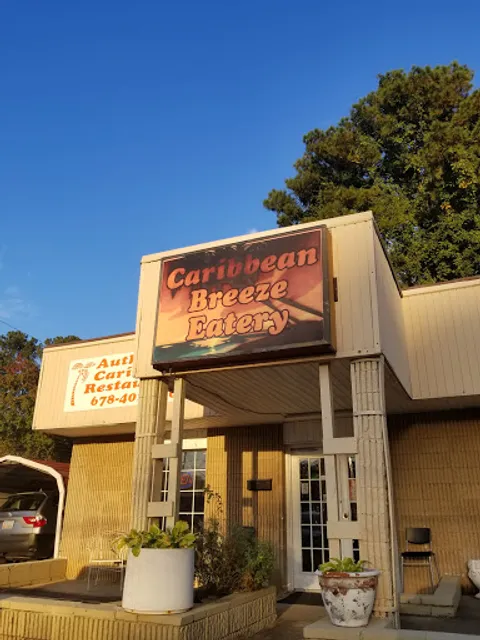 Caribbean
Breeze
Eatery
Auth
Cari
Restau
678-40